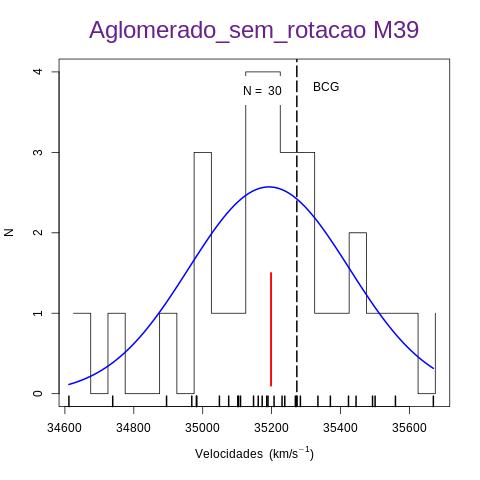 Aglomerado_sem_rotacao M39
4
N = 30
BCG
3
N
2
1
0
34600 34800 35000 35200 35400 35600
Velocidades (km/s⁻¹)